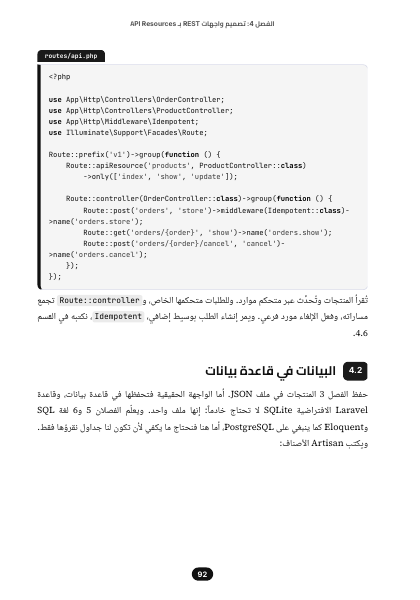 الفصل 4: تصميم واجهات REST بـ API Resources
routes/api.php
<?php
use App\Http\Controllers\OrderController;
use App\Http\Controllers\ProductController;
use App\Http\Middleware\Idempotent;
use Illuminate\Support\Facades\Route;
Route::prefix('v1')->group(function () {
    Route::apiResource('products', ProductController::class)
        ->only(['index', 'show', 'update']);
    Route::controller(OrderController::class)->group(function () {
        Route::post('orders', 'store')->middleware(Idempotent::class)-
>name('orders.store');
        Route::get('orders/{order}', 'show')->name('orders.show');
        Route::post('orders/{order}/cancel', 'cancel')-
>name('orders.cancel');
    });
});
تُقرأ المنتجات وتُحدَّث عبر متحكم موارد. وللطلبات متحكمها الخاص، و Route::controller تجمع
مساراته، وفعل الإلغاء مورد فرعي. ويمر إنشاء الطلب بوسيط إضافي، Idempotent، نكتبه في القسم
4.6.
4.2 البيانات في قاعدة بيانات
حفظ الفصل 3 المنتجات في ملف JSON. أما الواجهة الحقيقية فتحفظها في قاعدة بيانات، وقاعدة
Laravel الافتراضية SQLite لا تحتاج خادماً: إنها ملف واحد. ويعلّم الفصلان 5 و6 لغة SQL
وEloquent كما ينبغي على PostgreSQL، أما هنا فنحتاج ما يكفي لأن تكون لنا جداول نقرؤها فقط.
ويكتب Artisan الأصناف:
92